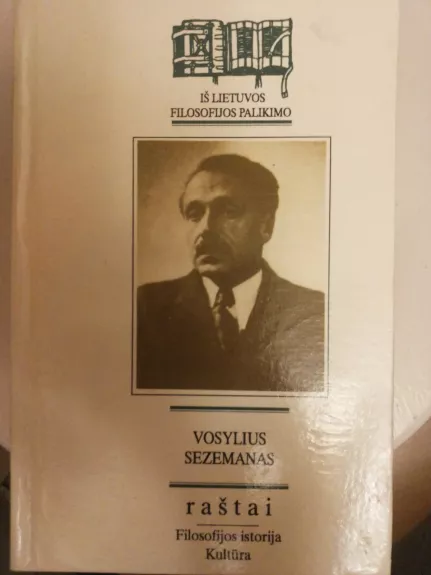 IŠ LIETUVOS
FILOSOFIJOS PALIKIMO
VOSYLIUS
SEZEMANAS
raštai
Filosofijos istorija
Kultūra